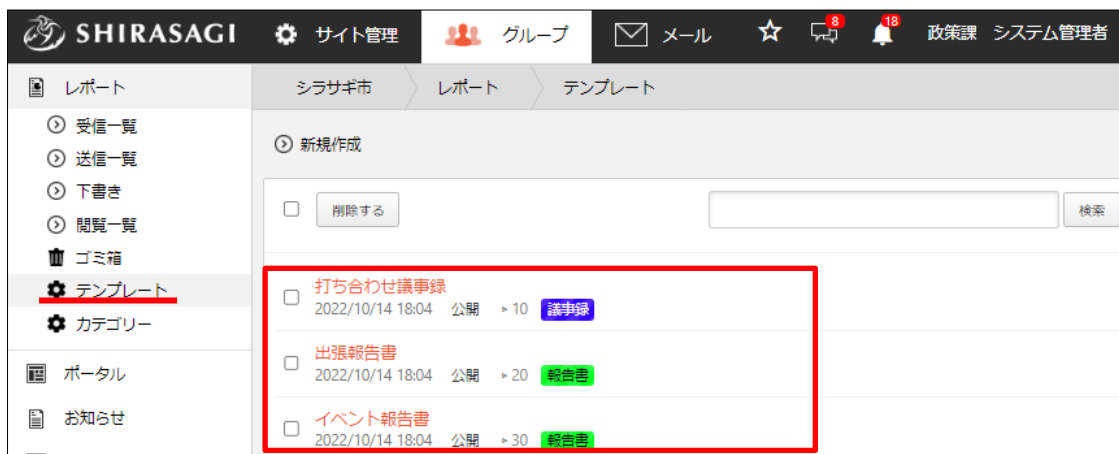 SHIRASAGI サイト管理 グループ メール 8 18 政策課 システム管理者
レポート
受信一覧
送信一覧
下書き
閲覧一覧
ゴミ箱
テンプレート
カテゴリー
ポータル
お知らせ
シラサギ市 レポート テンプレート
新規作成
削除する 検索
打ち合わせ議事録
2022/10/14 18:04 公開 10 議事録
出張報告書
2022/10/14 18:04 公開 20 報告書
イベント報告書
2022/10/14 18:04 公開 30 報告書